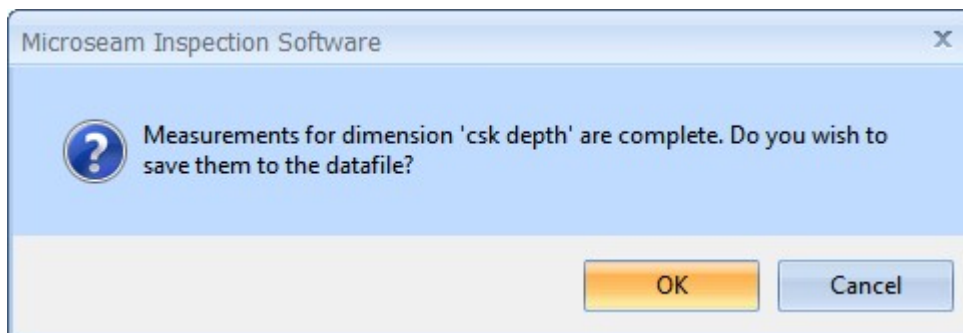 Microseam Inspection Software
Measurements for dimension 'csk depth' are complete. Do you wish to
save them to the datafile?
OK
Cancel